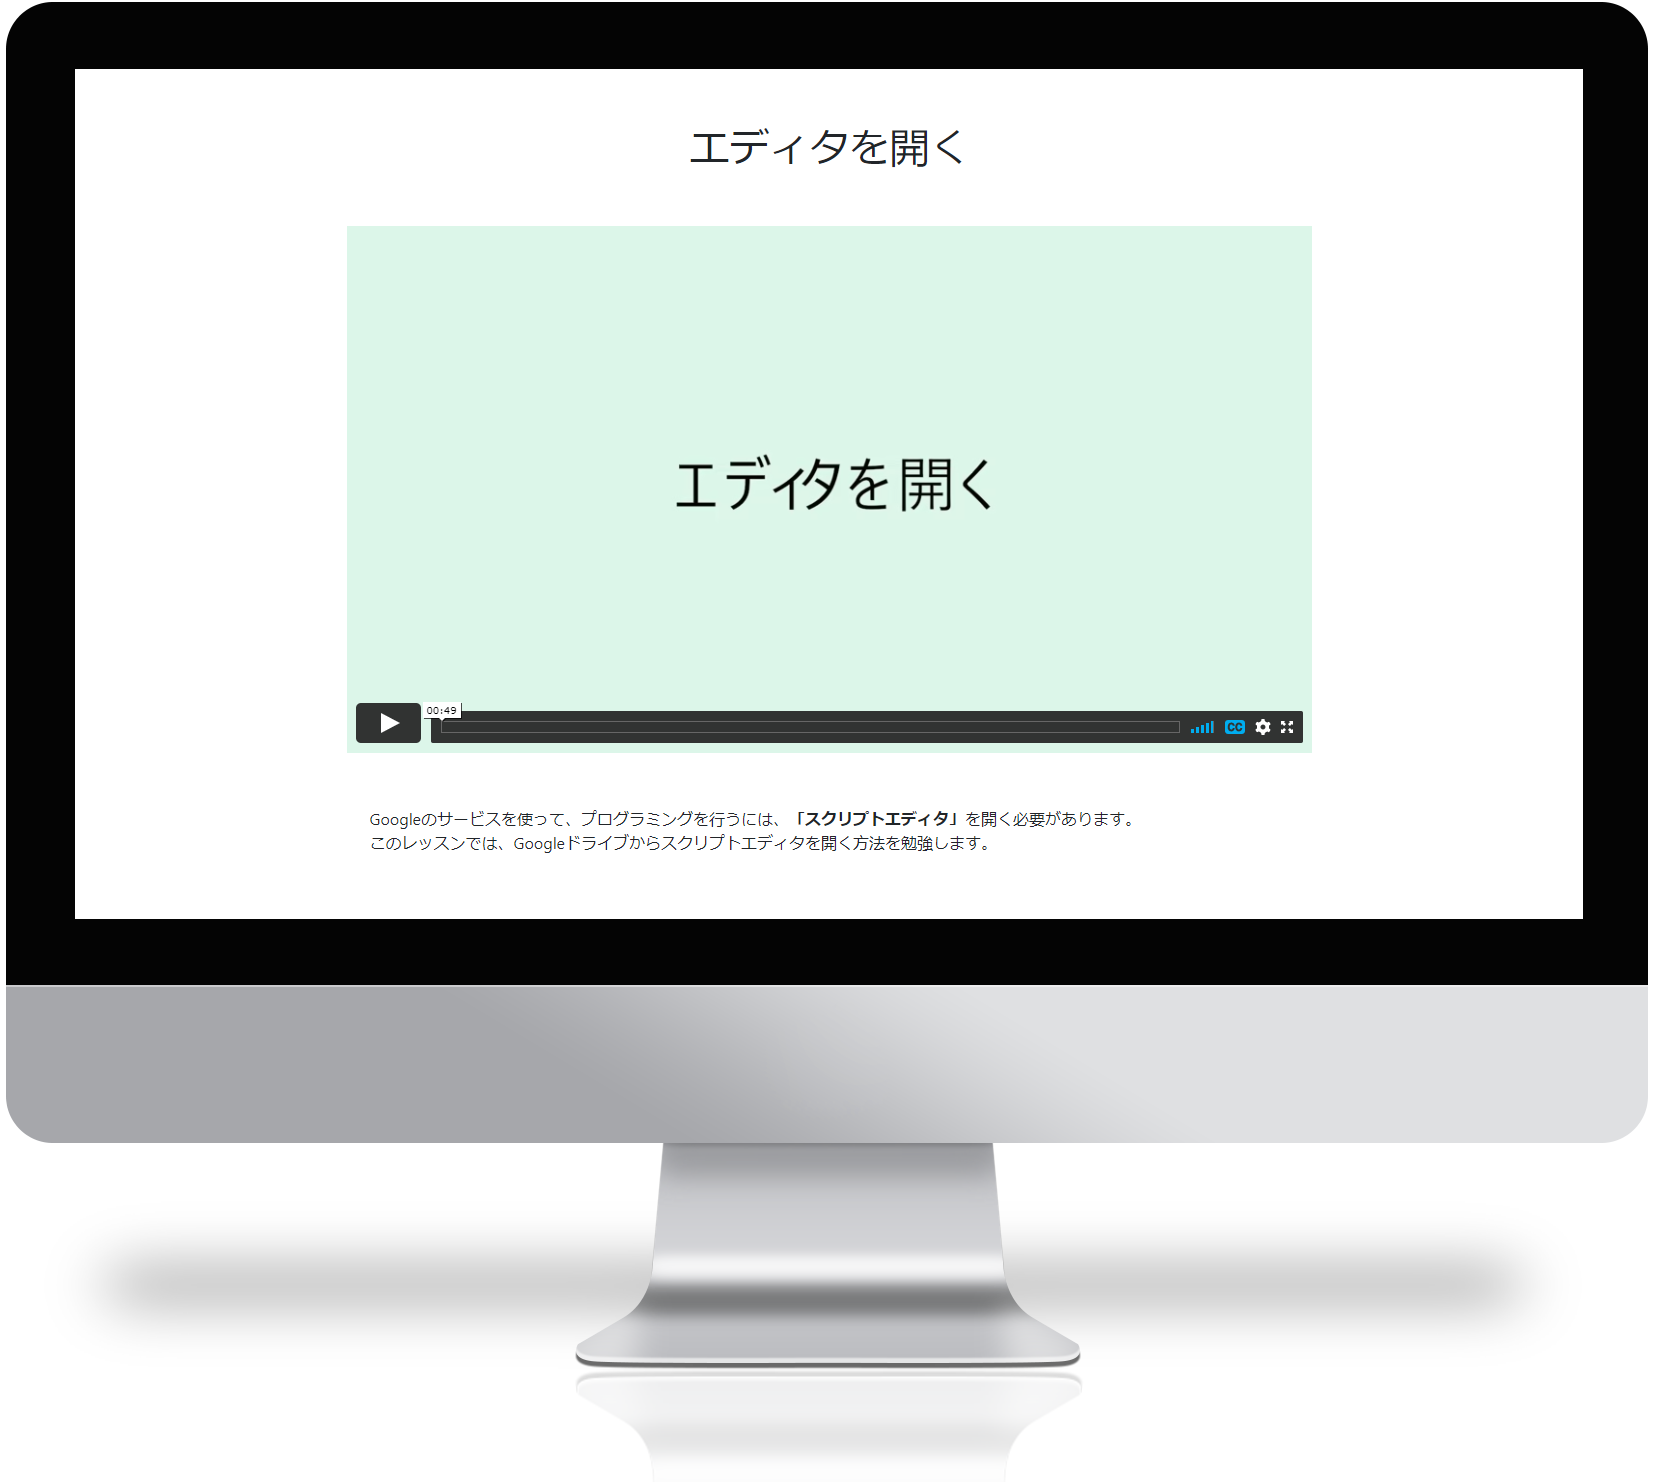 エディタを開く
エディタを開く
00:49
CC
Googleのサービスを使って、プログラミングを行うには、「スクリプトエディタ」を開く必要があります。
このレッスンでは、Googleドライブからスクリプトエディタを開く方法を勉強します。